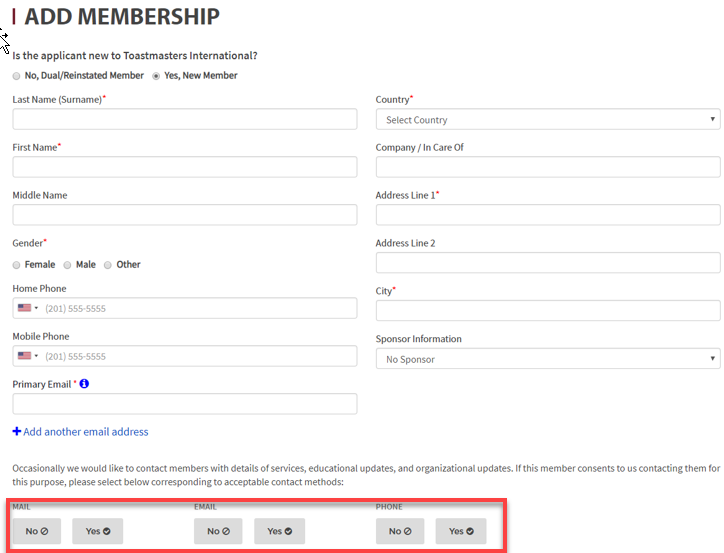 ADD MEMBERSHIP
Is the applicant new to Toastmasters International?
No, Dual/Reinstated Member Yes, New Member
Last Name (Surname)*
First Name*
Middle Name
Gender*
Female Male Other
Home Phone
(201) 555-5555
Mobile Phone
(201) 555-5555
Primary Email *
Add another email address
Country*
Select Country
Company / In Care Of
Address Line 1*
Address Line 2
City*
Sponsor Information
No Sponsor
Occasionally we would like to contact members with details of services, educational updates, and organizational updates. If this member consents to us contacting them for
this purpose, please select below corresponding to acceptable contact methods:
MAIL EMAIL PHONE
No Yes No Yes No Yes